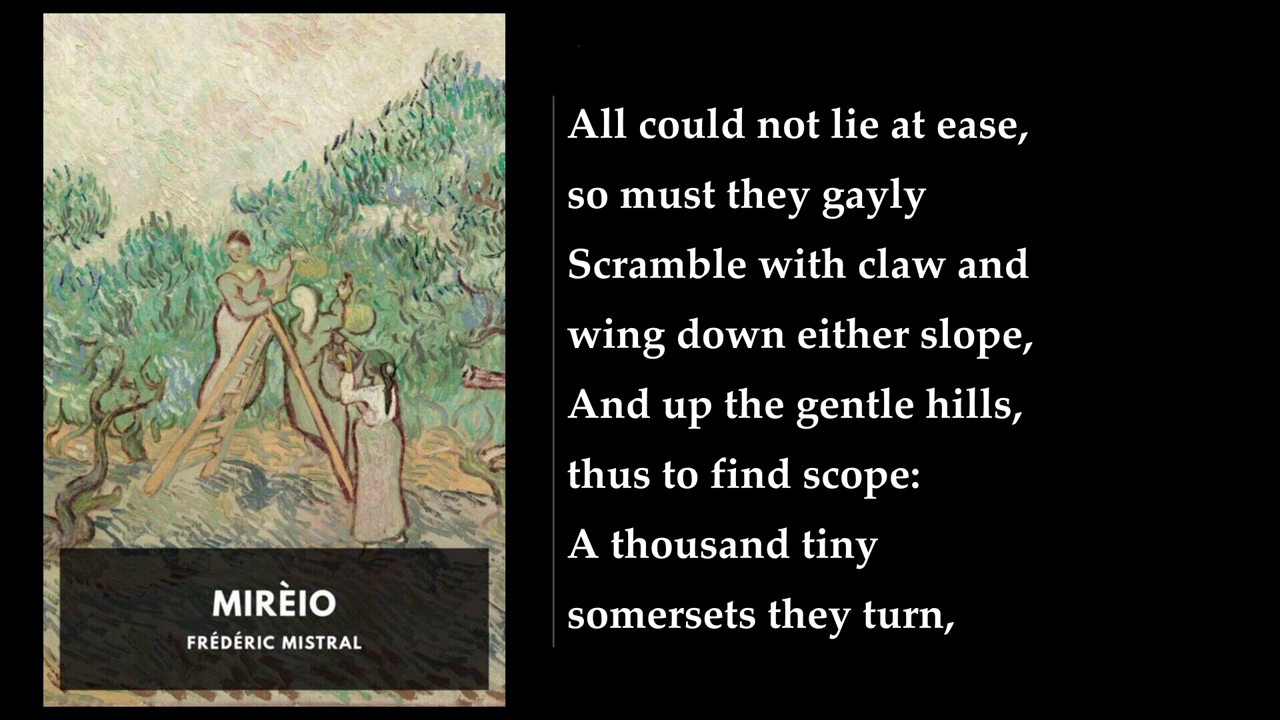 MIRÈIO
FRÉDÉRIC MISTRAL
All could not lie at ease,
so must they gayly
Scramble with claw and
wing down either slope,
And up the gentle hills,
thus to find scope:
A thousand tiny
somersets they turn,